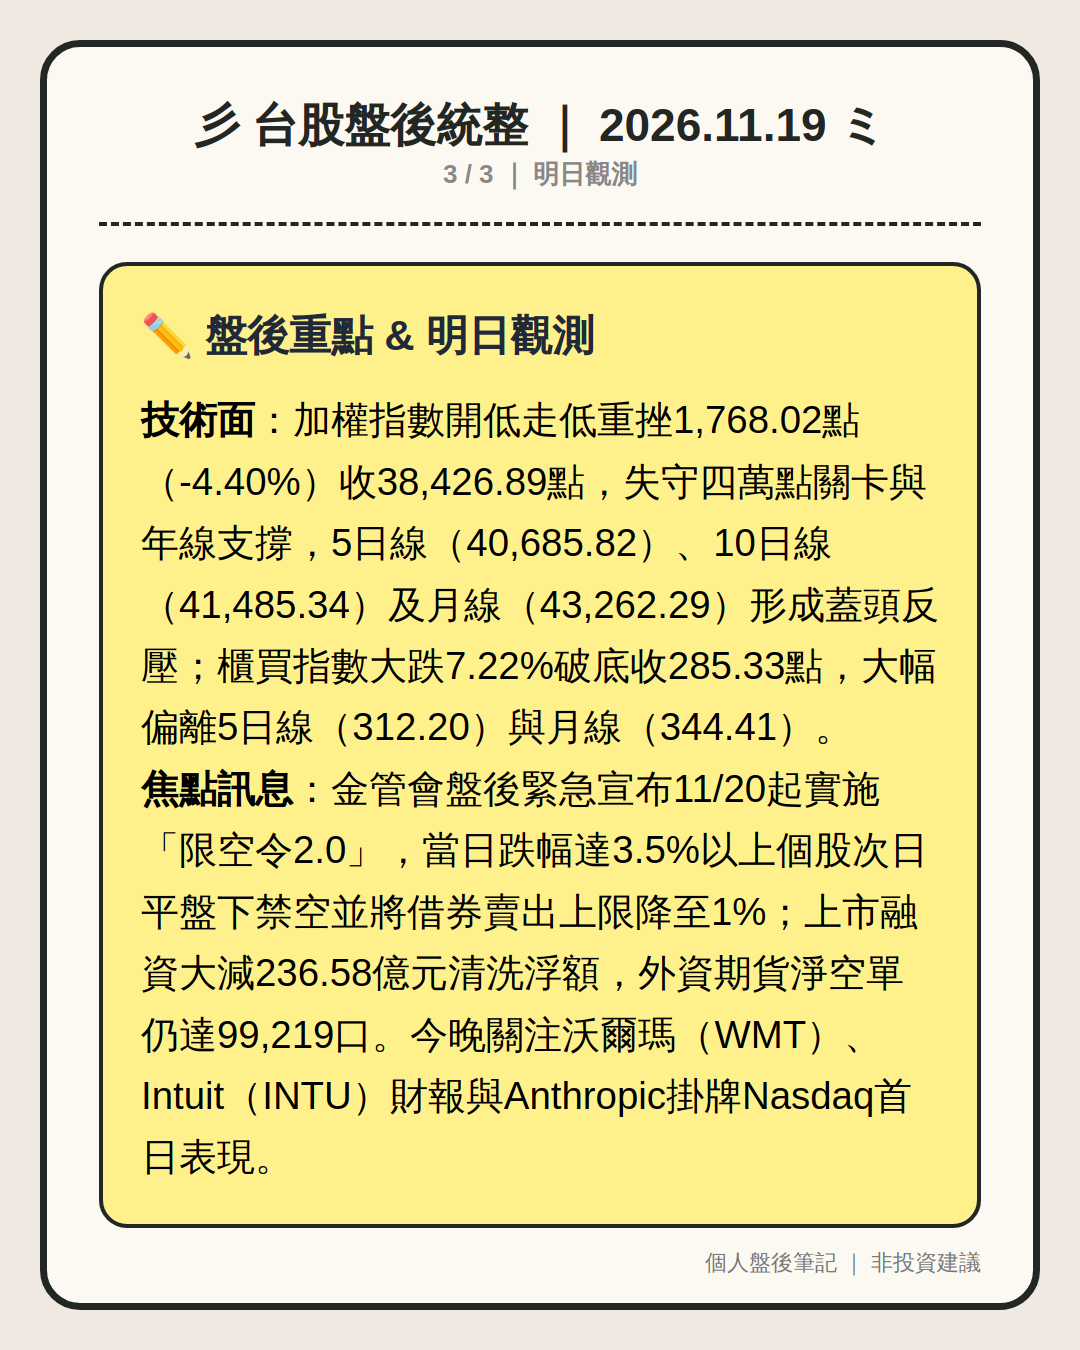 彡 台股盤後統整 ｜ 2026.11.19 ミ
3 / 3 ｜ 明日觀測
✏️ 盤後重點 & 明日觀測
技術面：加權指數開低走低重挫1,768.02點
（-4.40%）收38,426.89點，失守四萬點關卡與
年線支撐，5日線（40,685.82）、10日線
（41,485.34）及月線（43,262.29）形成蓋頭反
壓；櫃買指數大跌7.22%破底收285.33點，大幅
偏離5日線（312.20）與月線（344.41）。
焦點訊息：金管會盤後緊急宣布11/20起實施
「限空令2.0」，當日跌幅達3.5%以上個股次日
平盤下禁空並將借券賣出上限降至1%；上市融
資大減236.58億元清洗浮額，外資期貨淨空單
仍達99,219口。今晚關注沃爾瑪（WMT）、
Intuit（INTU）財報與Anthropic掛牌Nasdaq首
日表現。
個人盤後筆記 ｜ 非投資建議